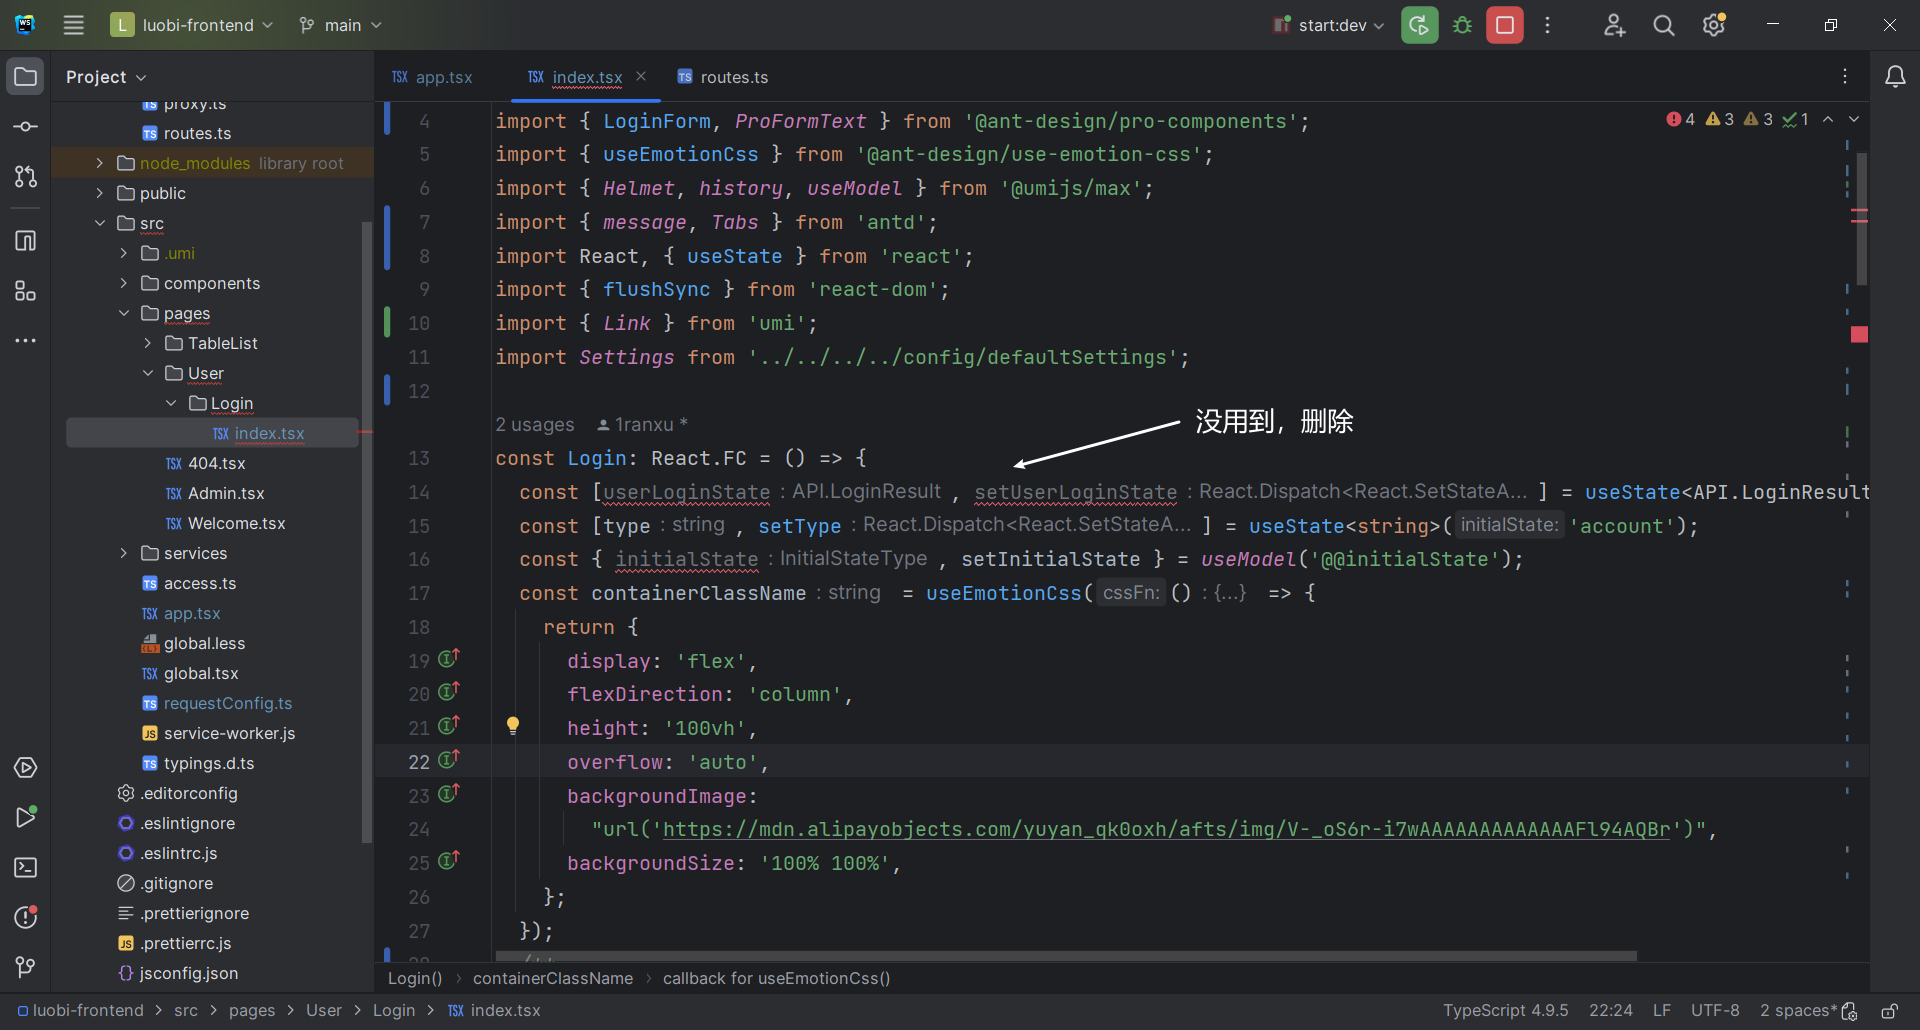 WS L luobi-frontend main start:dev
Project
proxy.ts
routes.ts
node_modules library root
public
src
.umi
components
pages
TableList
User
Login
index.tsx
404.tsx
Admin.tsx
Welcome.tsx
services
access.ts
app.tsx
global.less
global.tsx
requestConfig.ts
service-worker.js
typings.d.ts
.editorconfig
.eslintignore
.eslintrc.js
.gitignore
.prettierignore
.prettierrc.js
jsconfig.json
app.tsx index.tsx routes.ts
4 3 3 1
4 import { LoginForm, ProFormText } from '@ant-design/pro-components';
5 import { useEmotionCss } from '@ant-design/use-emotion-css';
6 import { Helmet, history, useModel } from '@umijs/max';
7 import { message, Tabs } from 'antd';
8 import React, { useState } from 'react';
9 import { flushSync } from 'react-dom';
10 import { Link } from 'umi';
11 import Settings from '../../../../config/defaultSettings';
12
2 usages 1ranxu *
没用到，删除
13 const Login: React.FC = () => {
14 const [userLoginState : API.LoginResult , setUserLoginState : React.Dispatch<React.SetStateA... ] = useState<API.LoginResult
15 const [type : string , setType : React.Dispatch<React.SetStateA... ] = useState<string>( initialState: 'account');
16 const { initialState : InitialStateType , setInitialState } = useModel('@@initialState');
17 const containerClassName : string = useEmotionCss( cssFn: () : {...} => {
18 return {
19 display: 'flex',
20 flexDirection: 'column',
21 height: '100vh',
22 overflow: 'auto',
23 backgroundImage:
24 "url('https://mdn.alipayobjects.com/yuyan_qk0oxh/afts/img/V-_oS6r-i7wAAAAAAAAAAAAAFl94AQBr')",
25 backgroundSize: '100% 100%',
26 };
27 });
Login() › containerClassName › callback for useEmotionCss()
luobi-frontend › src › pages › User › Login › index.tsx TypeScript 4.9.5 22:24 LF UTF-8 2 spaces*